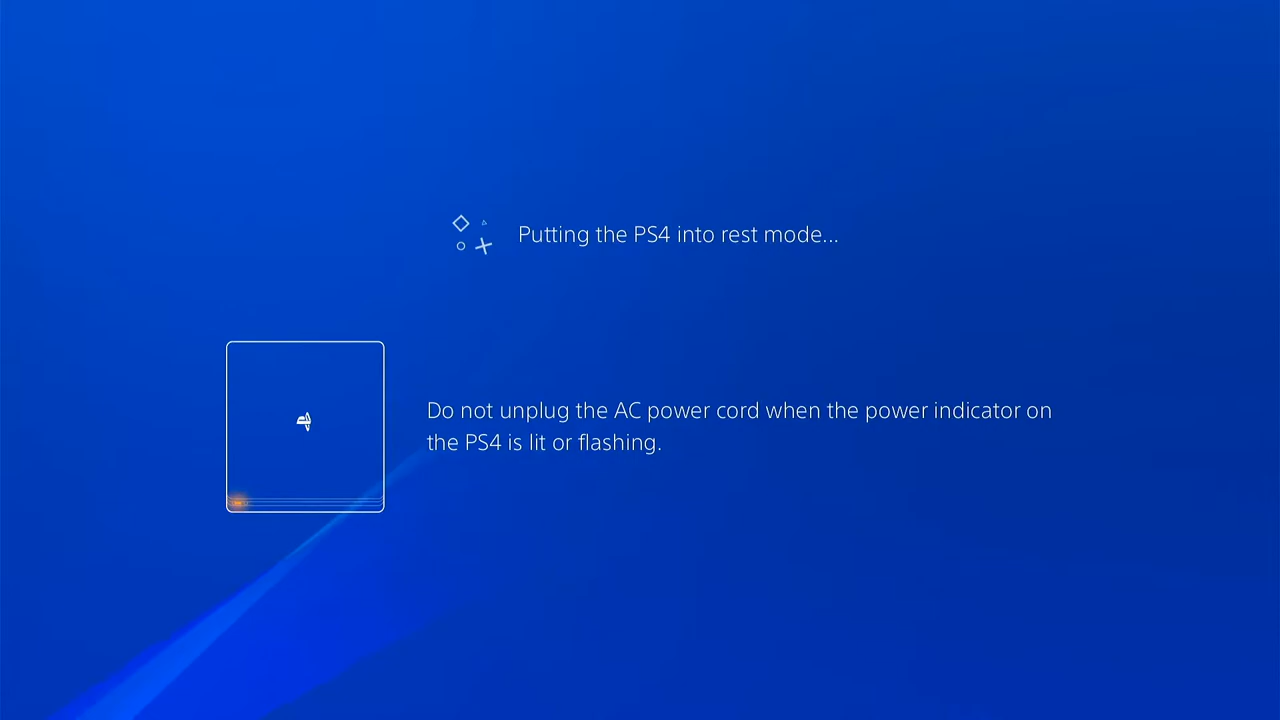 Putting the PS4 into rest mode...
Do not unplug the AC power cord when the power indicator on
the PS4 is lit or flashing.